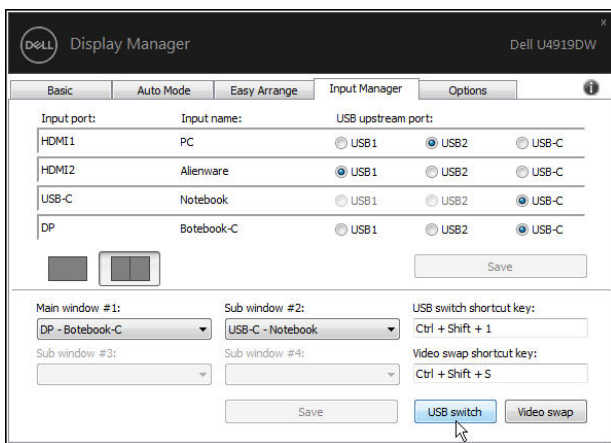 x
DELL Display Manager Dell U4919DW
Basic Auto Mode Easy Arrange Input Manager Options i
Input port: Input name: USB upstream port:
HDMI1 PC USB1 USB2 USB-C
HDMI2 Alienware USB1 USB2 USB-C
USB-C Notebook USB1 USB2 USB-C
DP Botebook-C USB1 USB2 USB-C
Save
Main window #1: Sub window #2: USB switch shortcut key:
DP - Botebook-C USB-C - Notebook Ctrl + Shift + 1
Sub window #3: Sub window #4: Video swap shortcut key:
Ctrl + Shift + S
Save USB switch Video swap